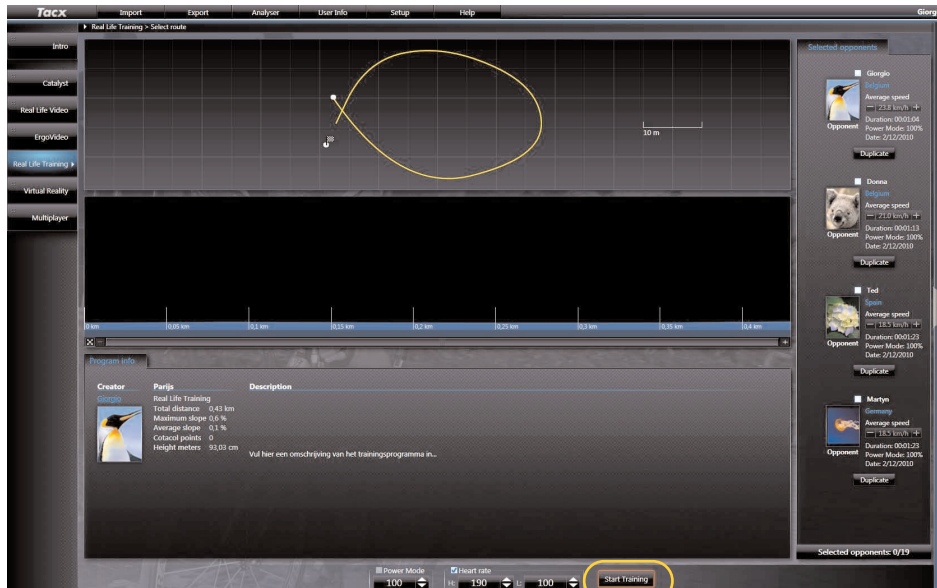 Tacx Import Export Analyser User Info Setup Help Giorg
Real Life Training > Select route
Intro
Catalyst
Real Life Video
ErgoVideo
Real Life Training
Virtual Reality
Multiplayer
10 m
0 km 0,05 km 0,1 km 0,15 km 0,2 km 0,25 km 0,3 km 0,35 km 0,4 km
Program info
Creator Parijs Description
Giorgio Real Life Training
Total distance 0,43 km
Maximum slope 0,6 %
Average slope 0,1 %
Cotacol points 0
Height meters 93,03 cm
Vul hier een omschrijving van het trainingsprogramma in...
Selected opponents
Giorgio
Belgium
Average speed
23.8 km/h
Duration: 00:01:04
Opponent Power Mode: 100%
Date: 2/12/2010
Duplicate
Donna
Belgium
Average speed
21.0 km/h
Duration: 00:01:13
Opponent Power Mode: 100%
Date: 2/12/2010
Duplicate
Ted
Spain
Average speed
18.5 km/h
Duration: 00:01:23
Opponent Power Mode: 100%
Date: 2/12/2010
Duplicate
Martyn
Germany
Average speed
18.5 km/h
Duration: 00:01:23
Opponent Power Mode: 100%
Date: 2/12/2010
Duplicate
Selected opponents: 0/19
Power Mode Heart rate
100 H: 190 L: 100 Start Training